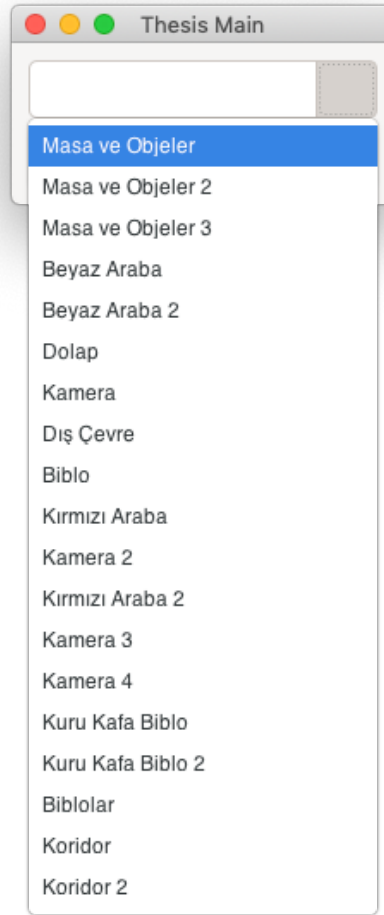 Thesis Main
Masa ve Objeler
Masa ve Objeler 2
Masa ve Objeler 3
Beyaz Araba
Beyaz Araba 2
Dolap
Kamera
Dış Çevre
Biblo
Kırmızı Araba
Kamera 2
Kırmızı Araba 2
Kamera 3
Kamera 4
Kuru Kafa Biblo
Kuru Kafa Biblo 2
Biblolar
Koridor
Koridor 2